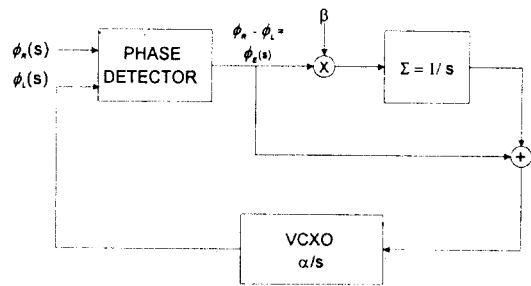 β
ϕR - ϕL =
ϕE(s)
ϕR(s)
ϕL(s)
PHASE
DETECTOR
X
Σ = 1/s
+
VCXO
α/s